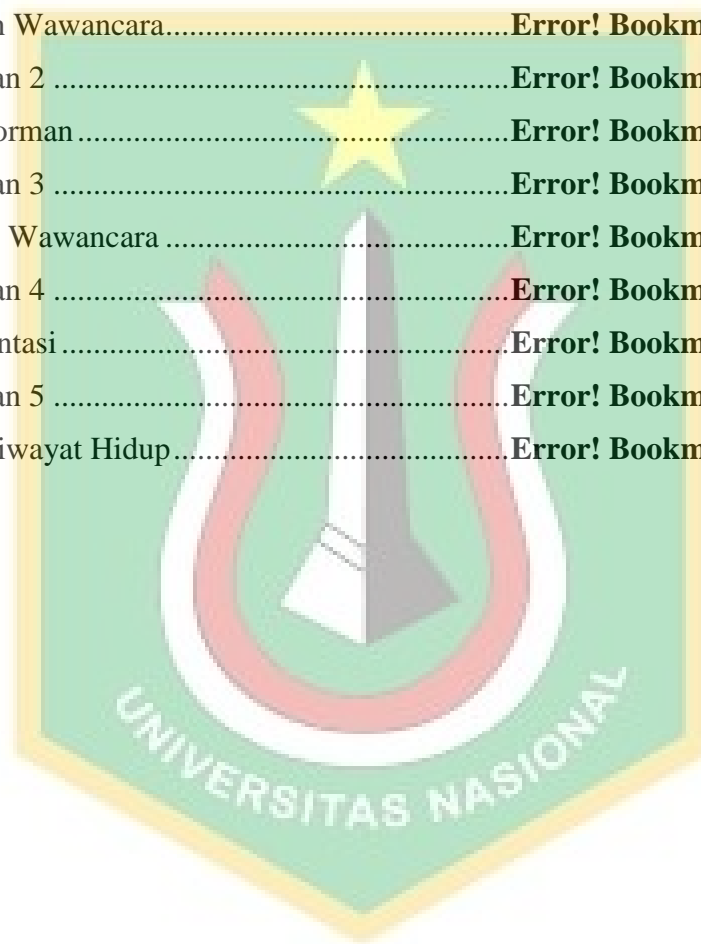 n Wawancara....................................Error! Bookm
an 2 ................................................Error! Bookm
orman..............................................Error! Bookm
an 3 ................................................Error! Bookm
Wawancara ....................................Error! Bookm
an 4 ................................................Error! Bookm
ntasi................................................Error! Bookm
an 5 ................................................Error! Bookm
iwayat Hidup...................................Error! Bookm
UNIVERSITAS NASIONAL